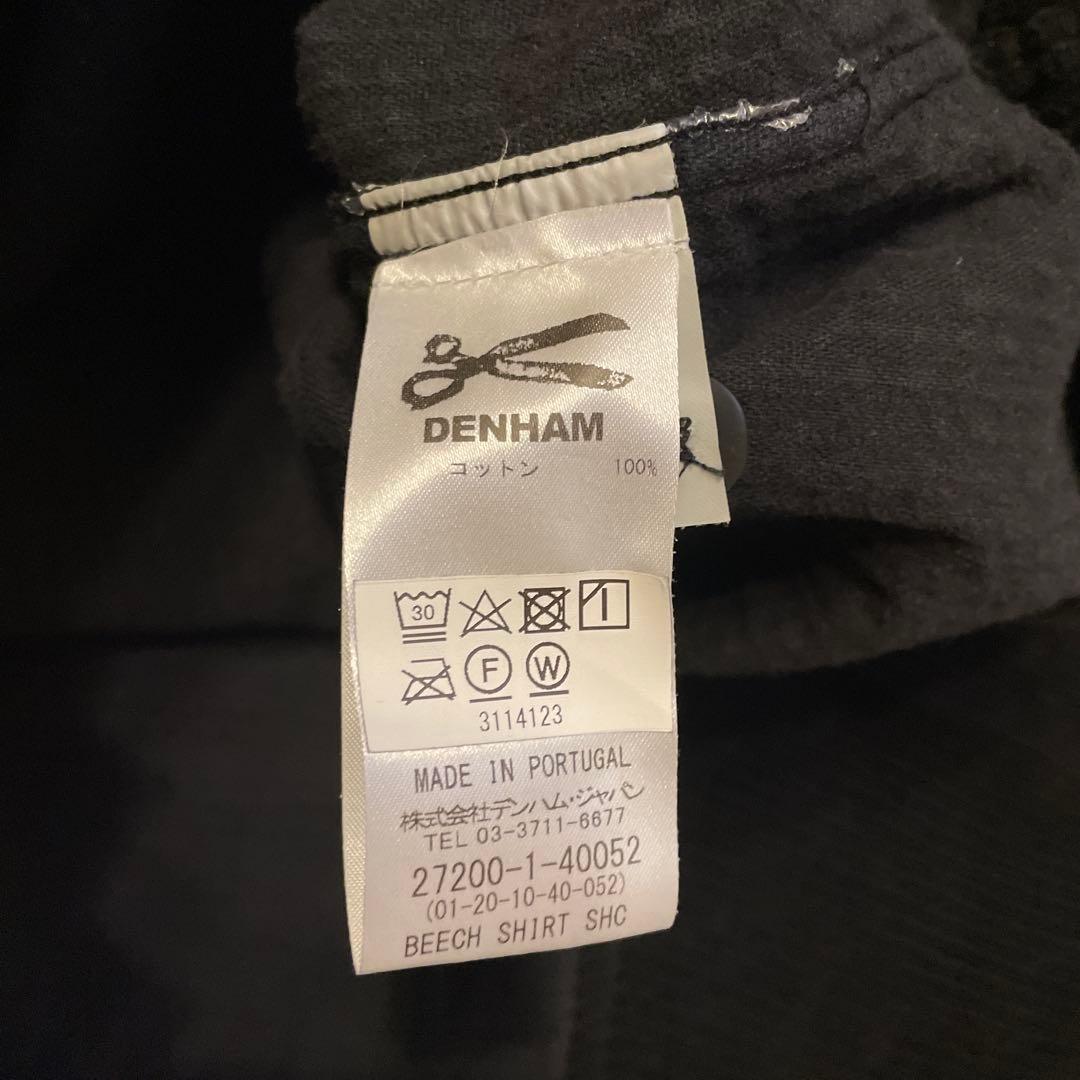 DENHAM
コットン 100%
30
F W
3114123
MADE IN PORTUGAL
株式会社デンハム・ジャパン
TEL 03-3711-6677
27200-1-40052
(01-20-10-40-052)
BEECH SHIRT SHC